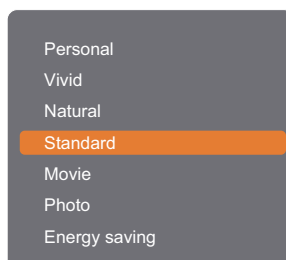 Personal
Vivid
Natural
Standard
Movie
Photo
Energy saving